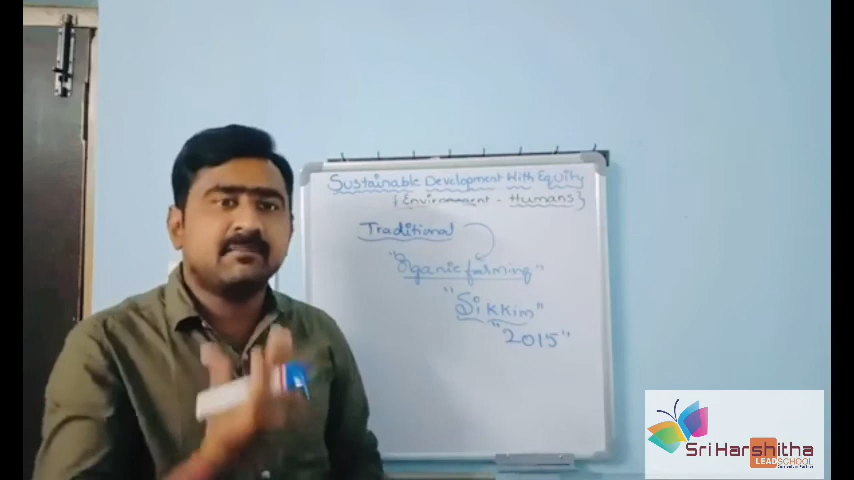 Sustainable Development With Equity
{Environment - Humans}
Traditional
"Organic farming"
"Sikkim"
"2015"
Sri Harshitha
LEAD SCHOOL